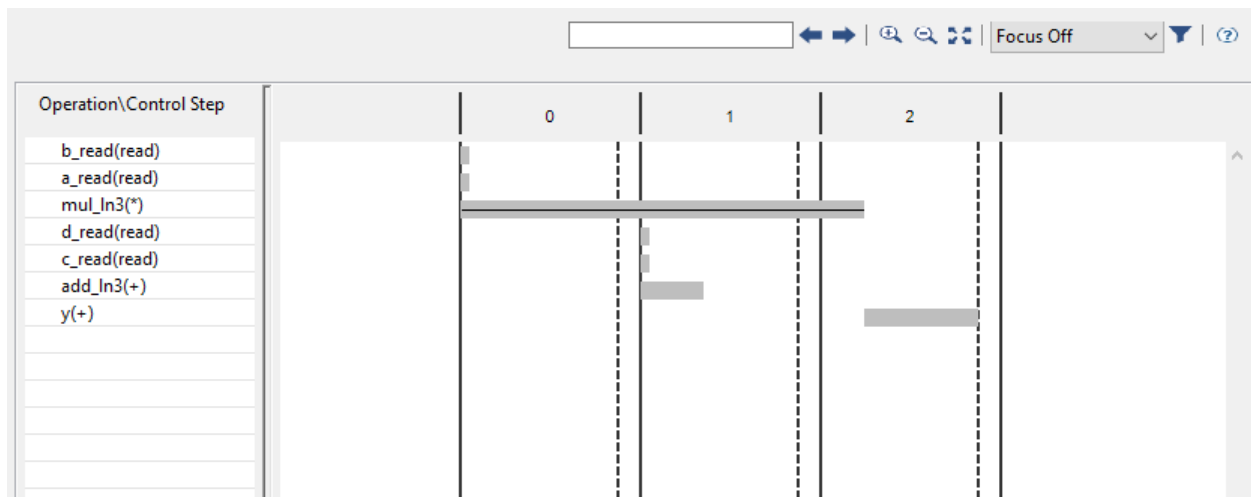 Focus Off
Operation\Control Step
0
1
2
b_read(read)
a_read(read)
mul_ln3(*)
d_read(read)
c_read(read)
add_ln3(+)
y(+)